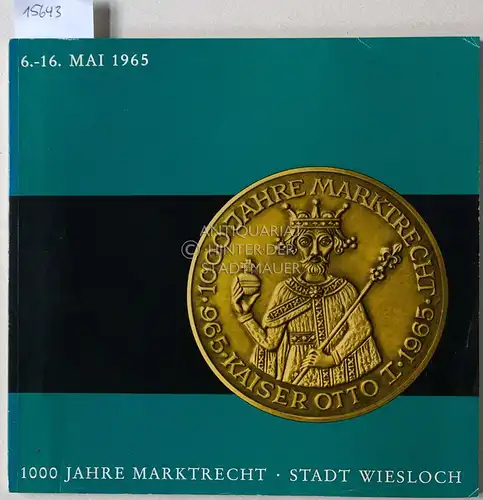 15643
6.-16. MAI 1965
· 1000 JAHRE MARKTRECHT ·
965 · KAISER OTTO I. · 1965
ANTIQUARIAT
© HINTER DER
STADTMAUER
1000 JAHRE MARKTRECHT · STADT WIESLOCH